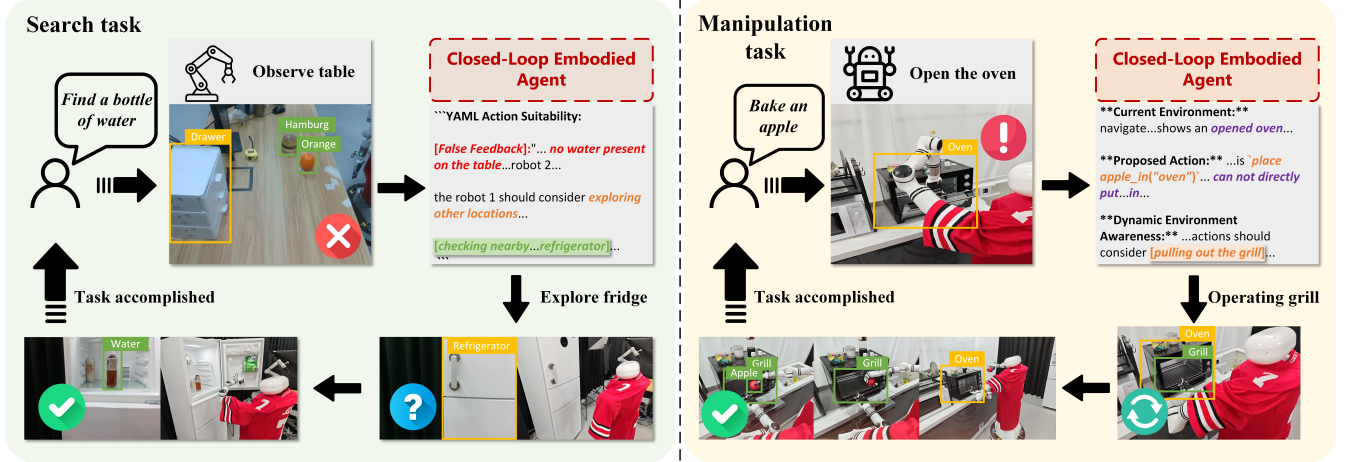 Search task
Find a bottle
of water
Observe table
Drawer
Hamburg
Orange
Closed-Loop Embodied
Agent
```YAML Action Suitability:
[False Feedback]:"... no water present
on the table...robot 2...
the robot 1 should consider exploring
other locations...
[checking nearby...refrigerator]...
```
Explore fridge
Task accomplished
Water
Refrigerator
?
Manipulation
task
Bake an
apple
Open the oven
Oven
!
Closed-Loop Embodied
Agent
**Current Environment:**
navigate...shows an opened oven...
**Proposed Action:** ...is `place
apple_in("oven")`... can not directly
put...in...
**Dynamic Environment
Awareness:** ...actions should
consider [pulling out the grill]...
Operating grill
Task accomplished
Grill
Apple
Grill
Oven
Oven
Grill